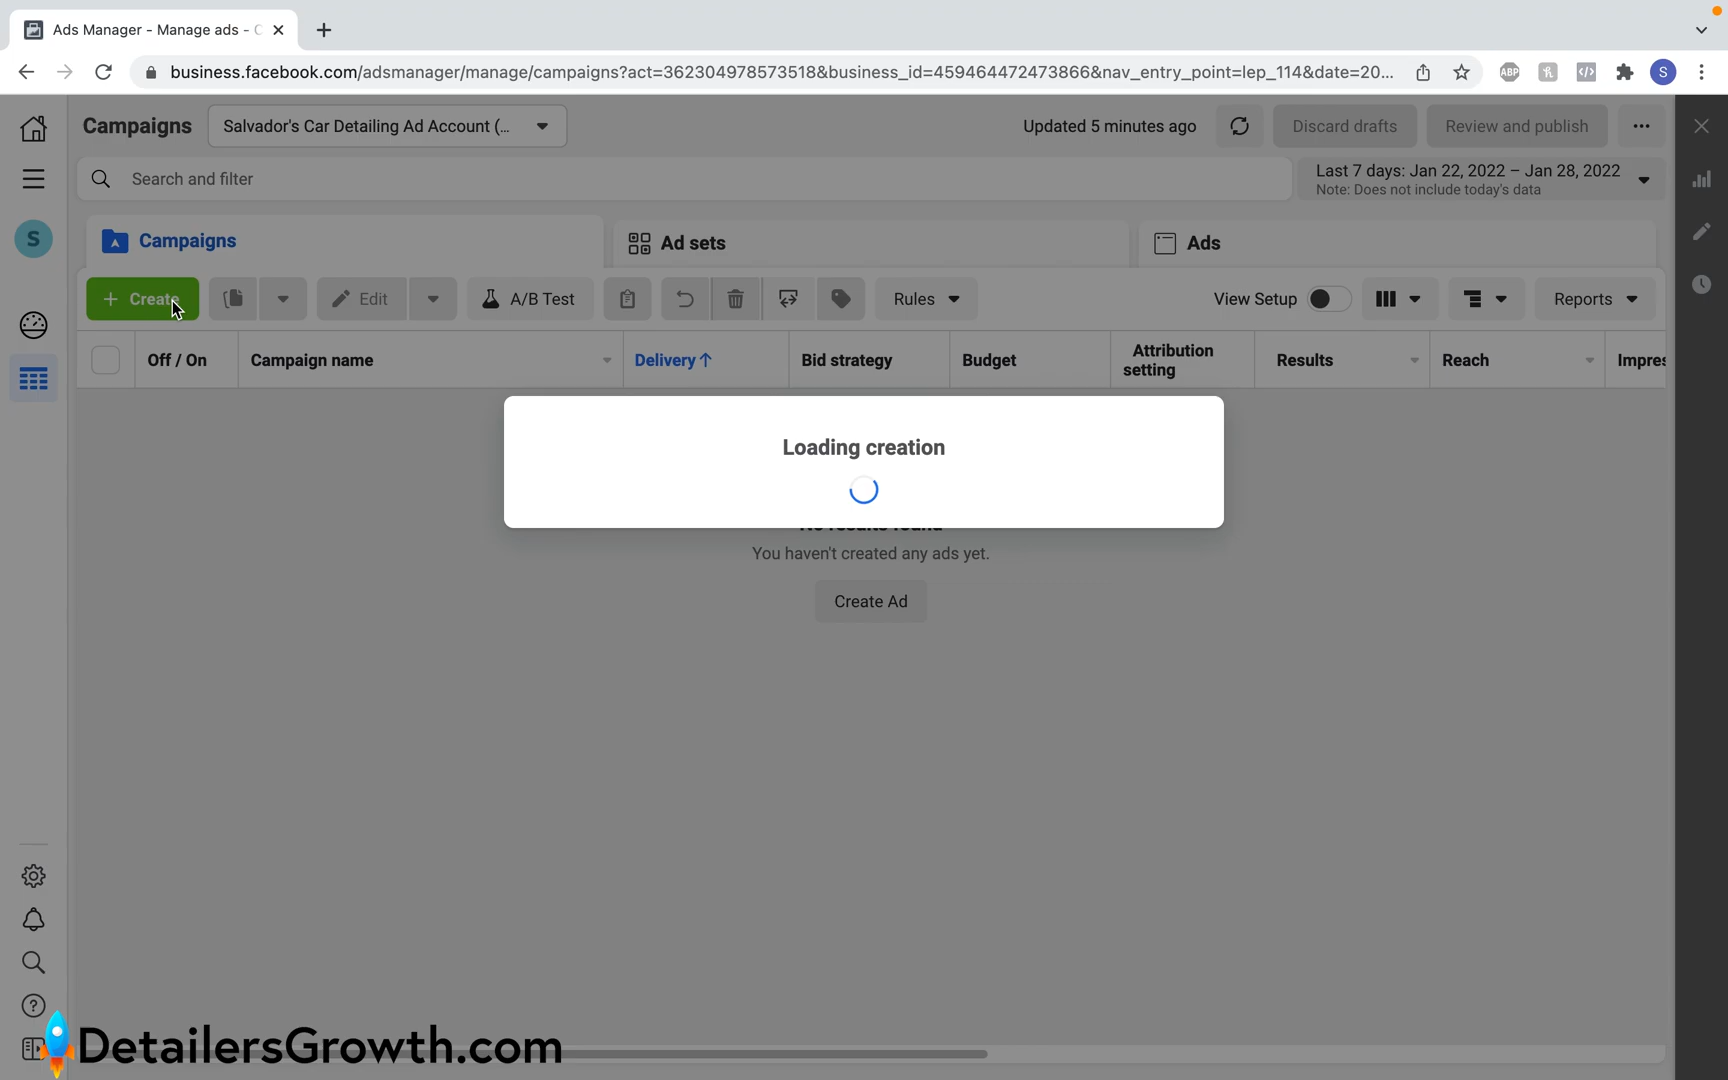 Ads Manager - Manage ads - C
business.facebook.com/adsmanager/manage/campaigns?act=362304978573518&business_id=459464472473866&nav_entry_point=lep_114&date=20...
ABP
S
Campaigns
Salvador's Car Detailing Ad Account (...
Updated 5 minutes ago
Discard drafts
Review and publish
Search and filter
Last 7 days: Jan 22, 2022 – Jan 28, 2022
Note: Does not include today's data
S
Campaigns
Ad sets
Ads
+ Create
Edit
A/B Test
Rules
View Setup
Reports
Off / On
Campaign name
Delivery↑
Bid strategy
Budget
Attribution
setting
Results
Reach
Impres
Loading creation
No results found
You haven't created any ads yet.
Create Ad
DetailersGrowth.com